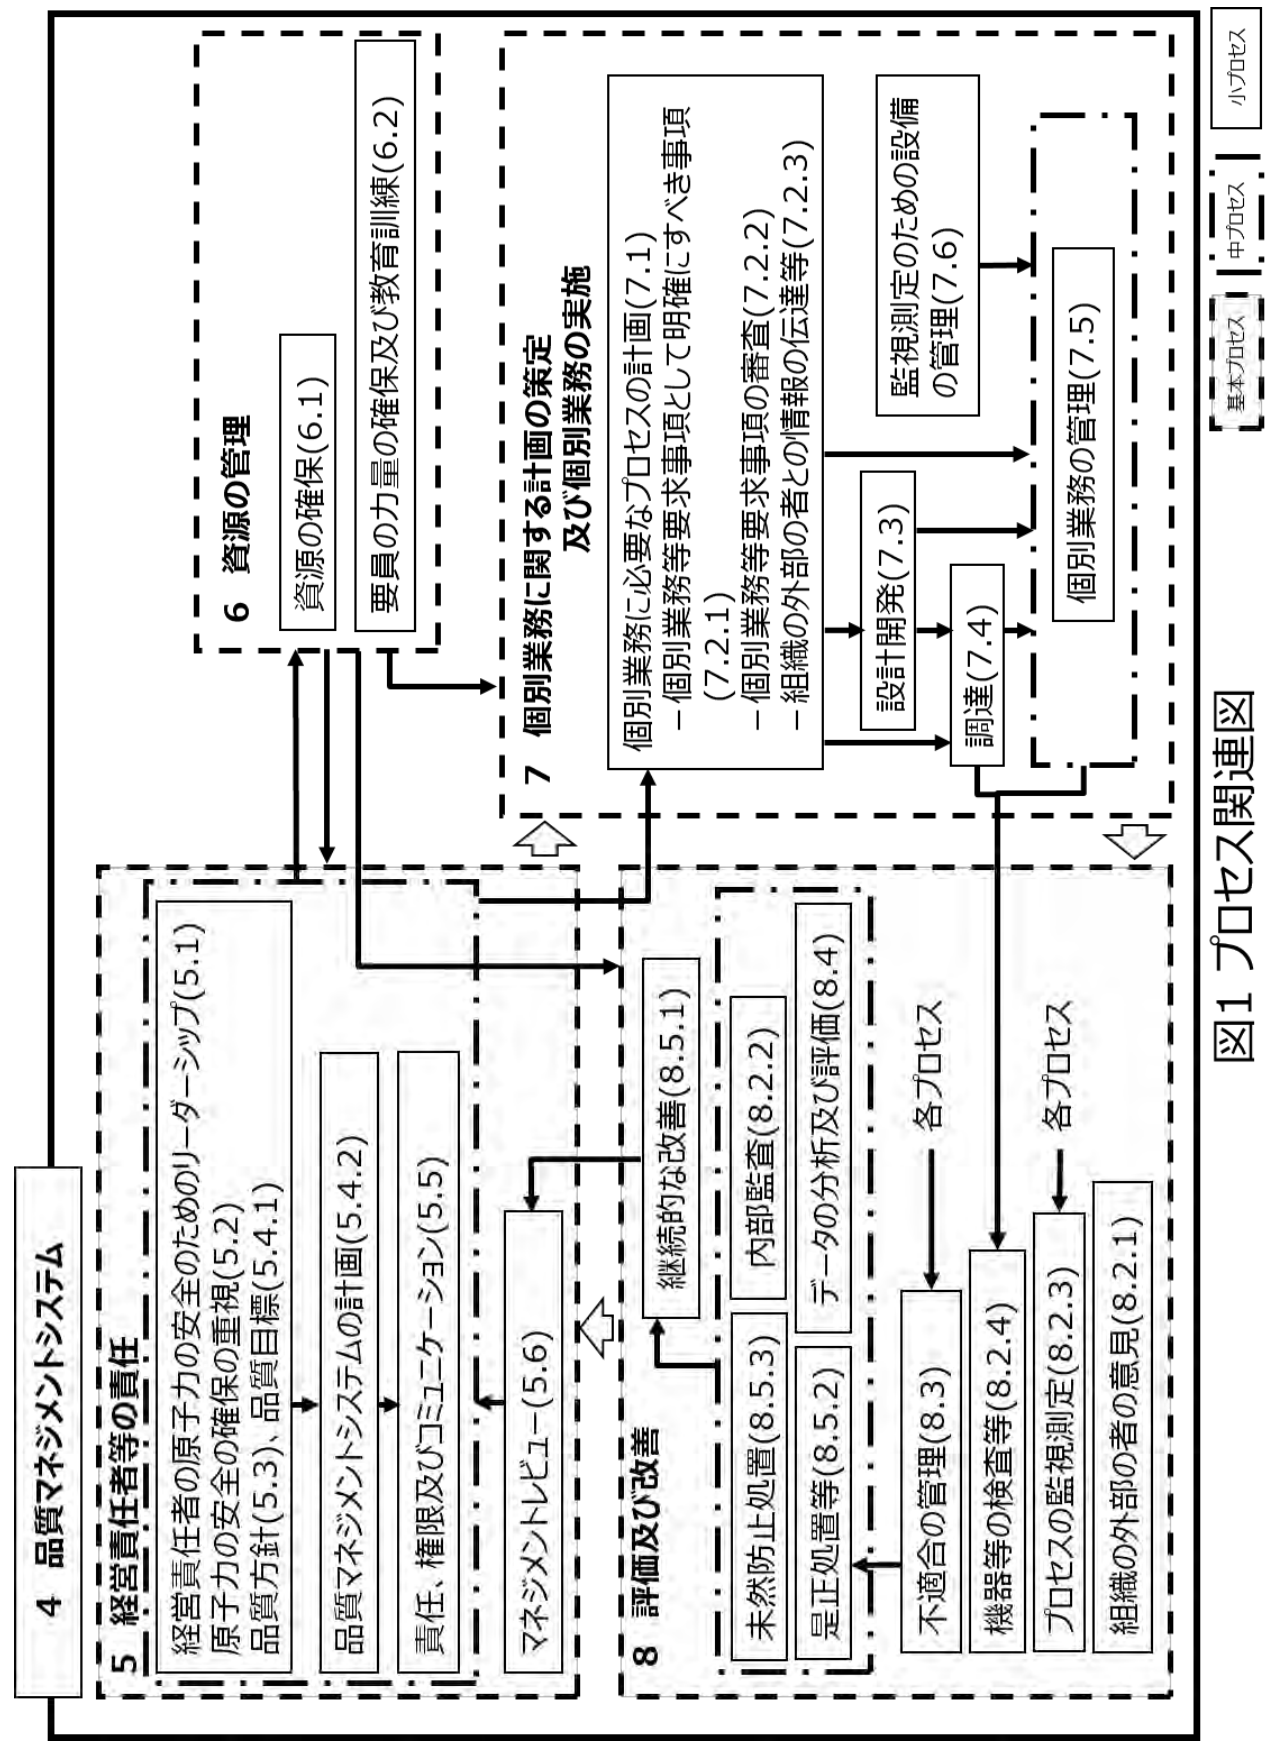 4 品質マネジメントシステム
5 経営責任者等の責任
経営責任者の原子力の安全のためのリーダーシップ(5.1)
原子力の安全の確保の重視(5.2)
品質方針(5.3)、品質目標(5.4.1)
品質マネジメントシステムの計画(5.4.2)
責任、権限及びコミュニケーション(5.5)
マネジメントレビュー(5.6)
6 資源の管理
資源の確保(6.1)
要員の力量の確保及び教育訓練(6.2)
7 個別業務に関する計画の策定
及び個別業務の実施
個別業務に必要なプロセスの計画(7.1)
－個別業務等要求事項として明確にすべき事項
(7.2.1)
－個別業務等要求事項の審査(7.2.2)
－組織の外部の者との情報の伝達等(7.2.3)
設計開発(7.3)
調達(7.4)
監視測定のための設備
の管理(7.6)
個別業務の管理(7.5)
8 評価及び改善
継続的な改善(8.5.1)
未然防止処置(8.5.3)
内部監査(8.2.2)
是正処置等(8.5.2)
データの分析及び評価(8.4)
不適合の管理(8.3)
各プロセス
機器等の検査等(8.2.4)
プロセスの監視測定(8.2.3)
各プロセス
組織の外部の者の意見(8.2.1)
図1 プロセス関連図
基本プロセス
中プロセス
小プロセス